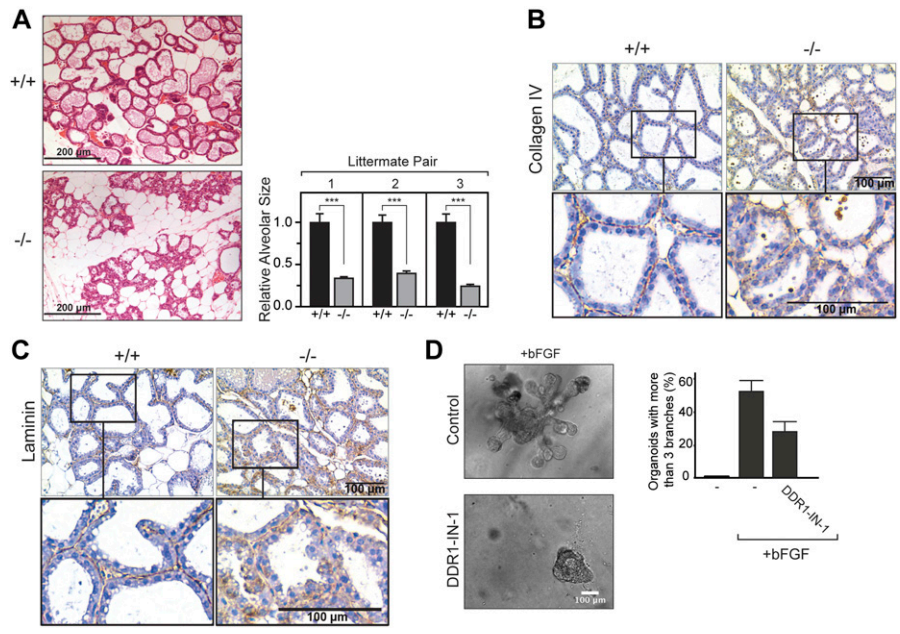 A
+/+
200 µm
-/-
200 µm
Littermate Pair
1 2 3
*** *** ***
Relative Alveolar Size
1.0
0.5
0.0
+/+ -/- +/+ -/- +/+ -/-
B
+/+ -/-
Collagen IV
100 µm
100 µm
C
+/+ -/-
Laminin
100 µm
100 µm
D
+bFGF
Control
DDR1-IN-1
100 µm
Organoids with more
than 3 branches (%)
60
40
20
0
- - DDR1-IN-1
+bFGF